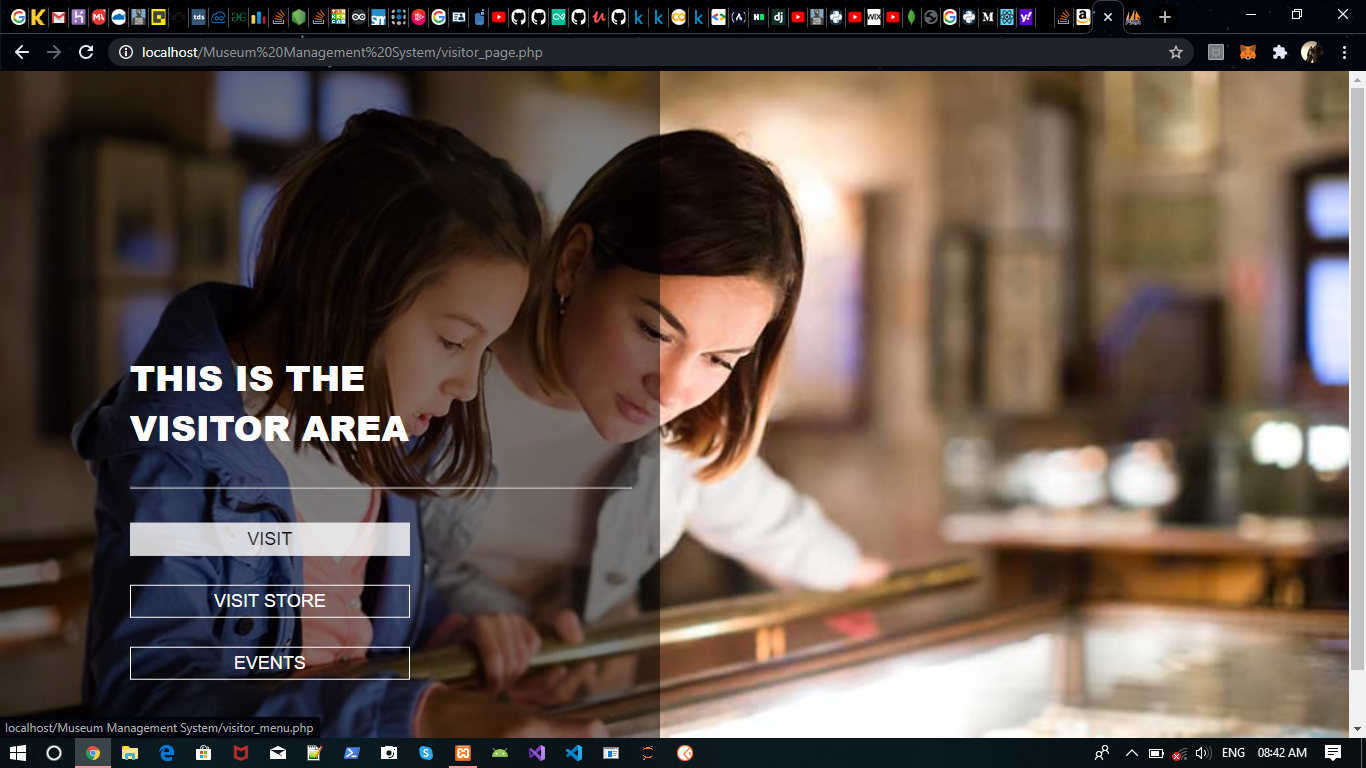 localhost/Museum%20Management%20System/visitor_page.php
THIS IS THE
VISITOR AREA
VISIT
VISIT STORE
EVENTS
localhost/Museum Management System/visitor_menu.php
ENG
08:42 AM